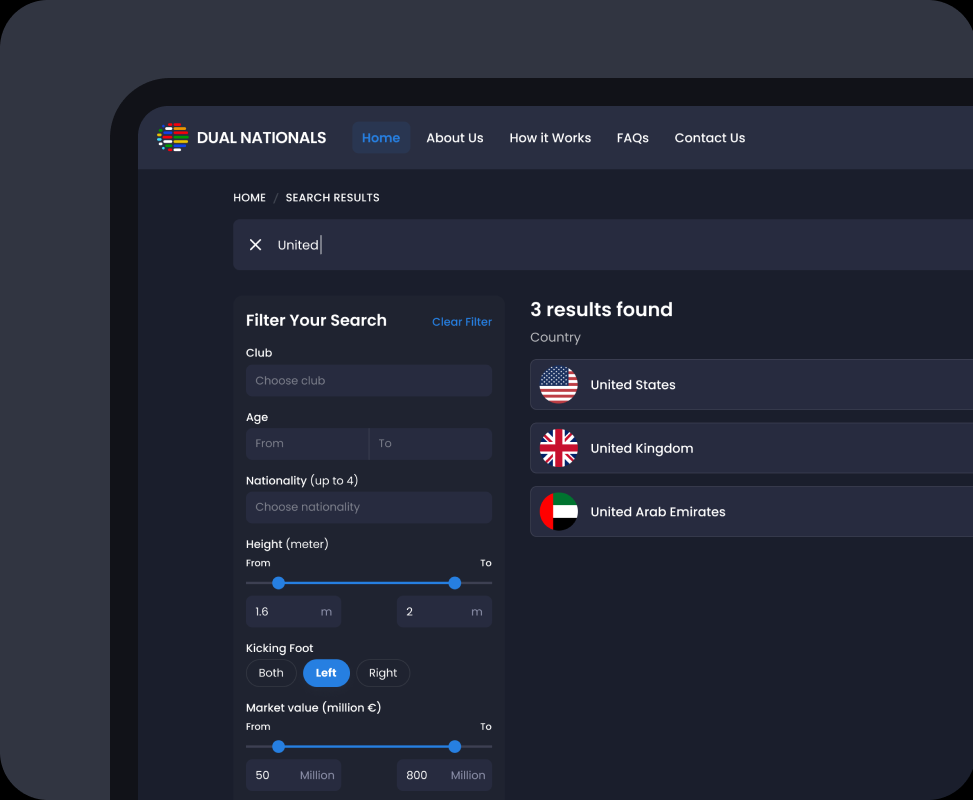 DUAL NATIONALS Home About Us How it Works FAQs Contact Us
HOME / SEARCH RESULTS
United
Filter Your Search Clear Filter
Club
Choose club
Age
From To
Nationality (up to 4)
Choose nationality
Height (meter)
From To
1.6 m 2 m
Kicking Foot
Both Left Right
Market value (million €)
From To
50 Million 800 Million
3 results found
Country
United States
United Kingdom
United Arab Emirates